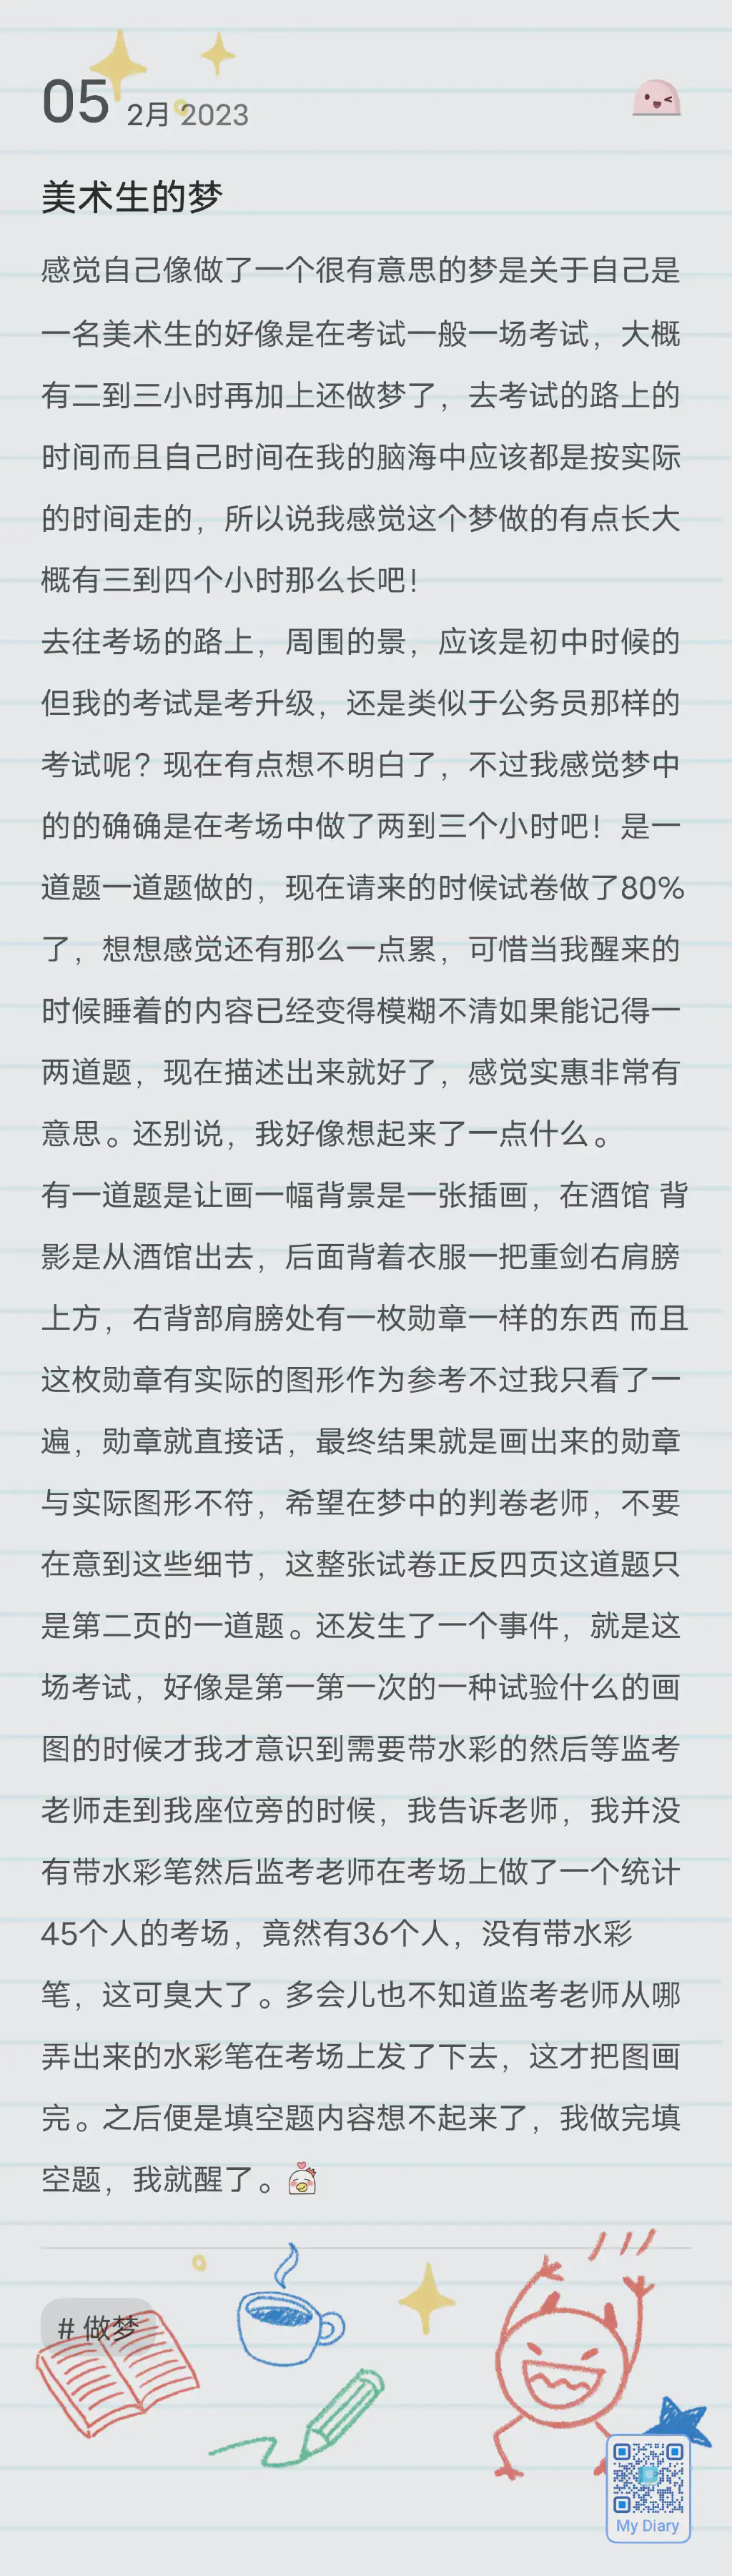 05 2月 2023
美术生的梦
感觉自己像做了一个很有意思的梦是关于自己是
一名美术生的好像是在考试一般一场考试，大概
有二到三小时再加上还做梦了，去考试的路上的
时间而且自己时间在我的脑海中应该都是按实际
的时间走的，所以说我感觉这个梦做的有点长大
概有三到四个小时那么长吧！
去往考场的路上，周围的景，应该是初中时候的
但我的考试是考升级，还是类似于公务员那样的
考试呢？现在有点想不明白了，不过我感觉梦中
的的确确是在考场中做了两到三个小时吧！是一
道题一道题做的，现在请来的时候试卷做了80%
了，想想感觉还有那么一点累，可惜当我醒来的
时候睡着的内容已经变得模糊不清如果能记得一
两道题，现在描述出来就好了，感觉实惠非常有
意思。还别说，我好像想起来了一点什么。
有一道题是让画一幅背景是一张插画，在酒馆 背
影是从酒馆出去，后面背着衣服一把重剑右肩膀
上方，右背部肩膀处有一枚勋章一样的东西 而且
这枚勋章有实际的图形作为参考不过我只看了一
遍，勋章就直接话，最终结果就是画出来的勋章
与实际图形不符，希望在梦中的判卷老师，不要
在意到这些细节，这整张试卷正反四页这道题只
是第二页的一道题。还发生了一个事件，就是这
场考试，好像是第一第一次的一种试验什么的画
图的时候才我才意识到需要带水彩的然后等监考
老师走到我座位旁的时候，我告诉老师，我并没
有带水彩笔然后监考老师在考场上做了一个统计
45个人的考场，竟然有36个人，没有带水彩
笔，这可臭大了。多会儿也不知道监考老师从哪
弄出来的水彩笔在考场上发了下去，这才把图画
完。之后便是填空题内容想不起来了，我做完填
空题，我就醒了。
# 做梦
My Diary